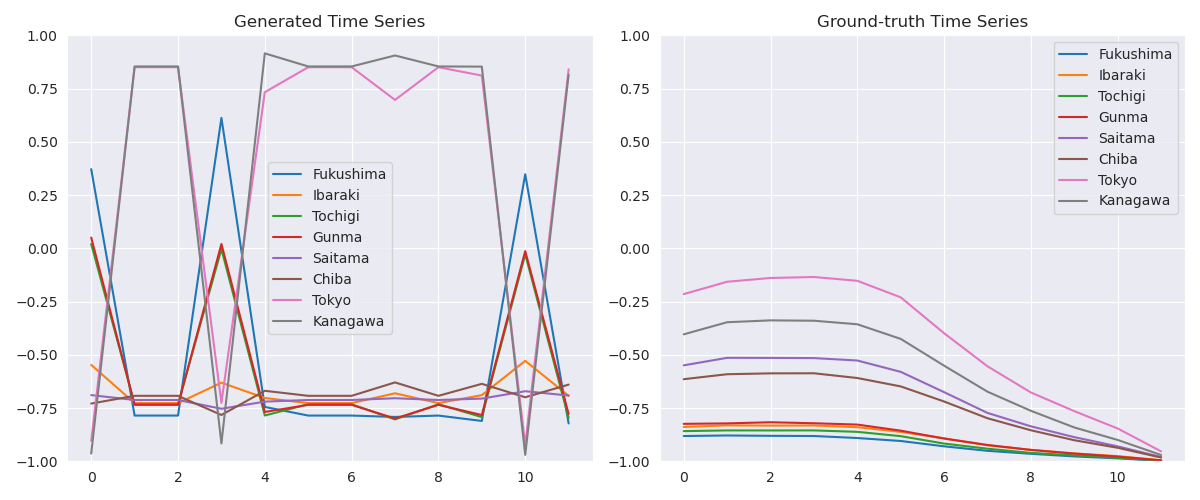 Generated Time Series
1.00
0.75
0.50
0.25
0.00
−0.25
−0.50
−0.75
−1.00
0 2 4 6 8 10
Fukushima
Ibaraki
Tochigi
Gunma
Saitama
Chiba
Tokyo
Kanagawa
Ground-truth Time Series
1.00
0.75
0.50
0.25
0.00
−0.25
−0.50
−0.75
−1.00
0 2 4 6 8 10
Fukushima
Ibaraki
Tochigi
Gunma
Saitama
Chiba
Tokyo
Kanagawa